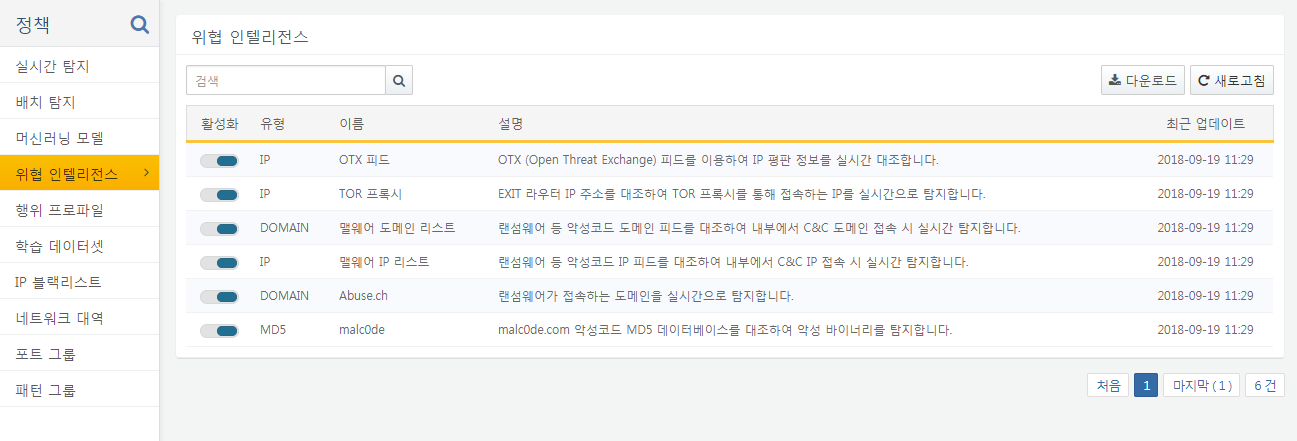 정책
실시간 탐지
배치 탐지
머신러닝 모델
위협 인텔리전스
행위 프로파일
학습 데이터셋
IP 블랙리스트
네트워크 대역
포트 그룹
패턴 그룹
위협 인텔리전스
검색
다운로드 새로고침
활성화 유형 이름 설명 최근 업데이트
IP OTX 피드 OTX (Open Threat Exchange) 피드를 이용하여 IP 평판 정보를 실시간 대조합니다. 2018-09-19 11:29
IP TOR 프록시 EXIT 라우터 IP 주소를 대조하여 TOR 프록시를 통해 접속하는 IP를 실시간으로 탐지합니다. 2018-09-19 11:29
DOMAIN 맬웨어 도메인 리스트 랜섬웨어 등 악성코드 도메인 피드를 대조하여 내부에서 C&C 도메인 접속 시 실시간 탐지합니다. 2018-09-19 11:29
IP 맬웨어 IP 리스트 랜섬웨어 등 악성코드 IP 피드를 대조하여 내부에서 C&C IP 접속 시 실시간 탐지합니다. 2018-09-19 11:29
DOMAIN Abuse.ch 랜섬웨어가 접속하는 도메인을 실시간으로 탐지합니다. 2018-09-19 11:29
MD5 malc0de malc0de.com 악성코드 MD5 데이터베이스를 대조하여 악성 바이너리를 탐지합니다. 2018-09-19 11:29
처음 1 마지막 ( 1 ) 6 건